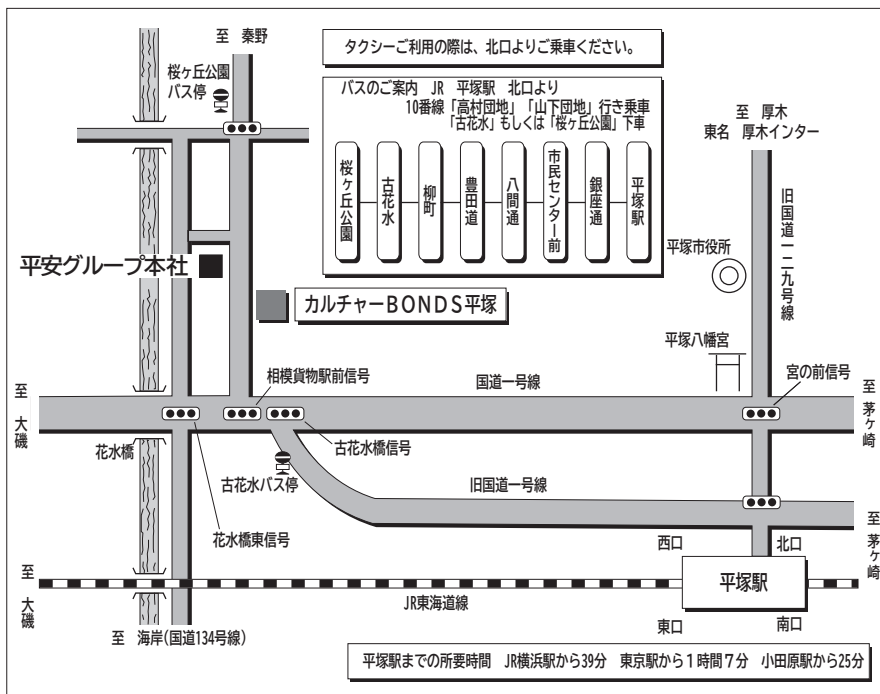 至 秦野
タクシーご利用の際は、北口よりご乗車ください。
桜ヶ丘公園
バス停
バスのご案内 JR 平塚駅 北口より
10番線「高村団地」「山下団地」行き乗車
「古花水」もしくは「桜ヶ丘公園」下車
桜ヶ丘公園
古花水
柳町
豊田道
八間通
市民センター前
銀座通
平塚駅
至 厚木
東名 厚木インター
旧国道一二九号線
平塚市役所
平安グループ本社
カルチャーBONDS平塚
平塚八幡宮
相模貨物駅前信号
国道一号線
宮の前信号
至 大磯
至 茅ヶ崎
花水橋
古花水橋信号
古花水バス停
旧国道一号線
花水橋東信号
至 茅ヶ崎
西口
北口
至 大磯
平塚駅
JR東海道線
東口
南口
至 海岸(国道134号線)
平塚駅までの所要時間 JR横浜駅から39分 東京駅から1時間7分 小田原駅から25分